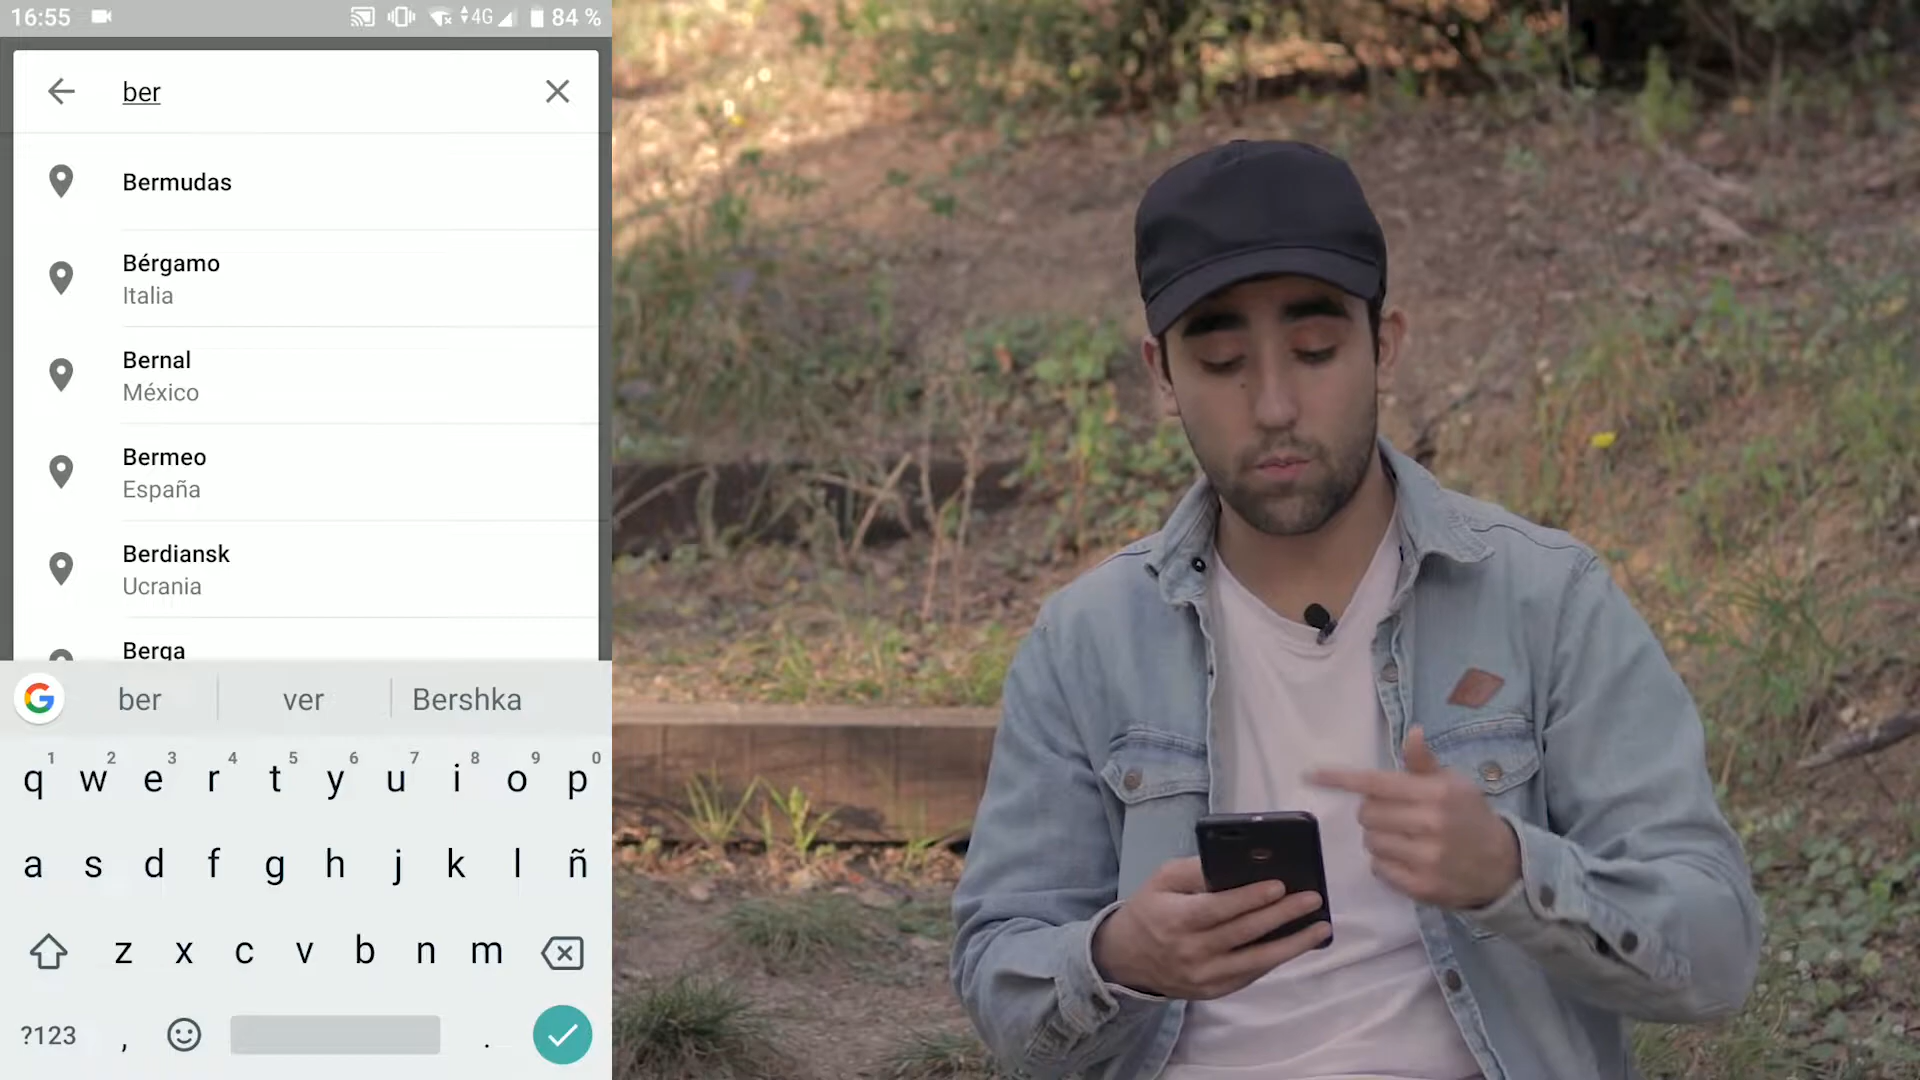 16:55 4G 84 %
ber
Bermudas
Bérgamo
Italia
Bernal
México
Bermeo
España
Berdiansk
Ucrania
Berga
ber ver Bershka
1 2 3 4 5 6 7 8 9 0
q w e r t y u i o p
a s d f g h j k l ñ
z x c v b n m
?123 , .